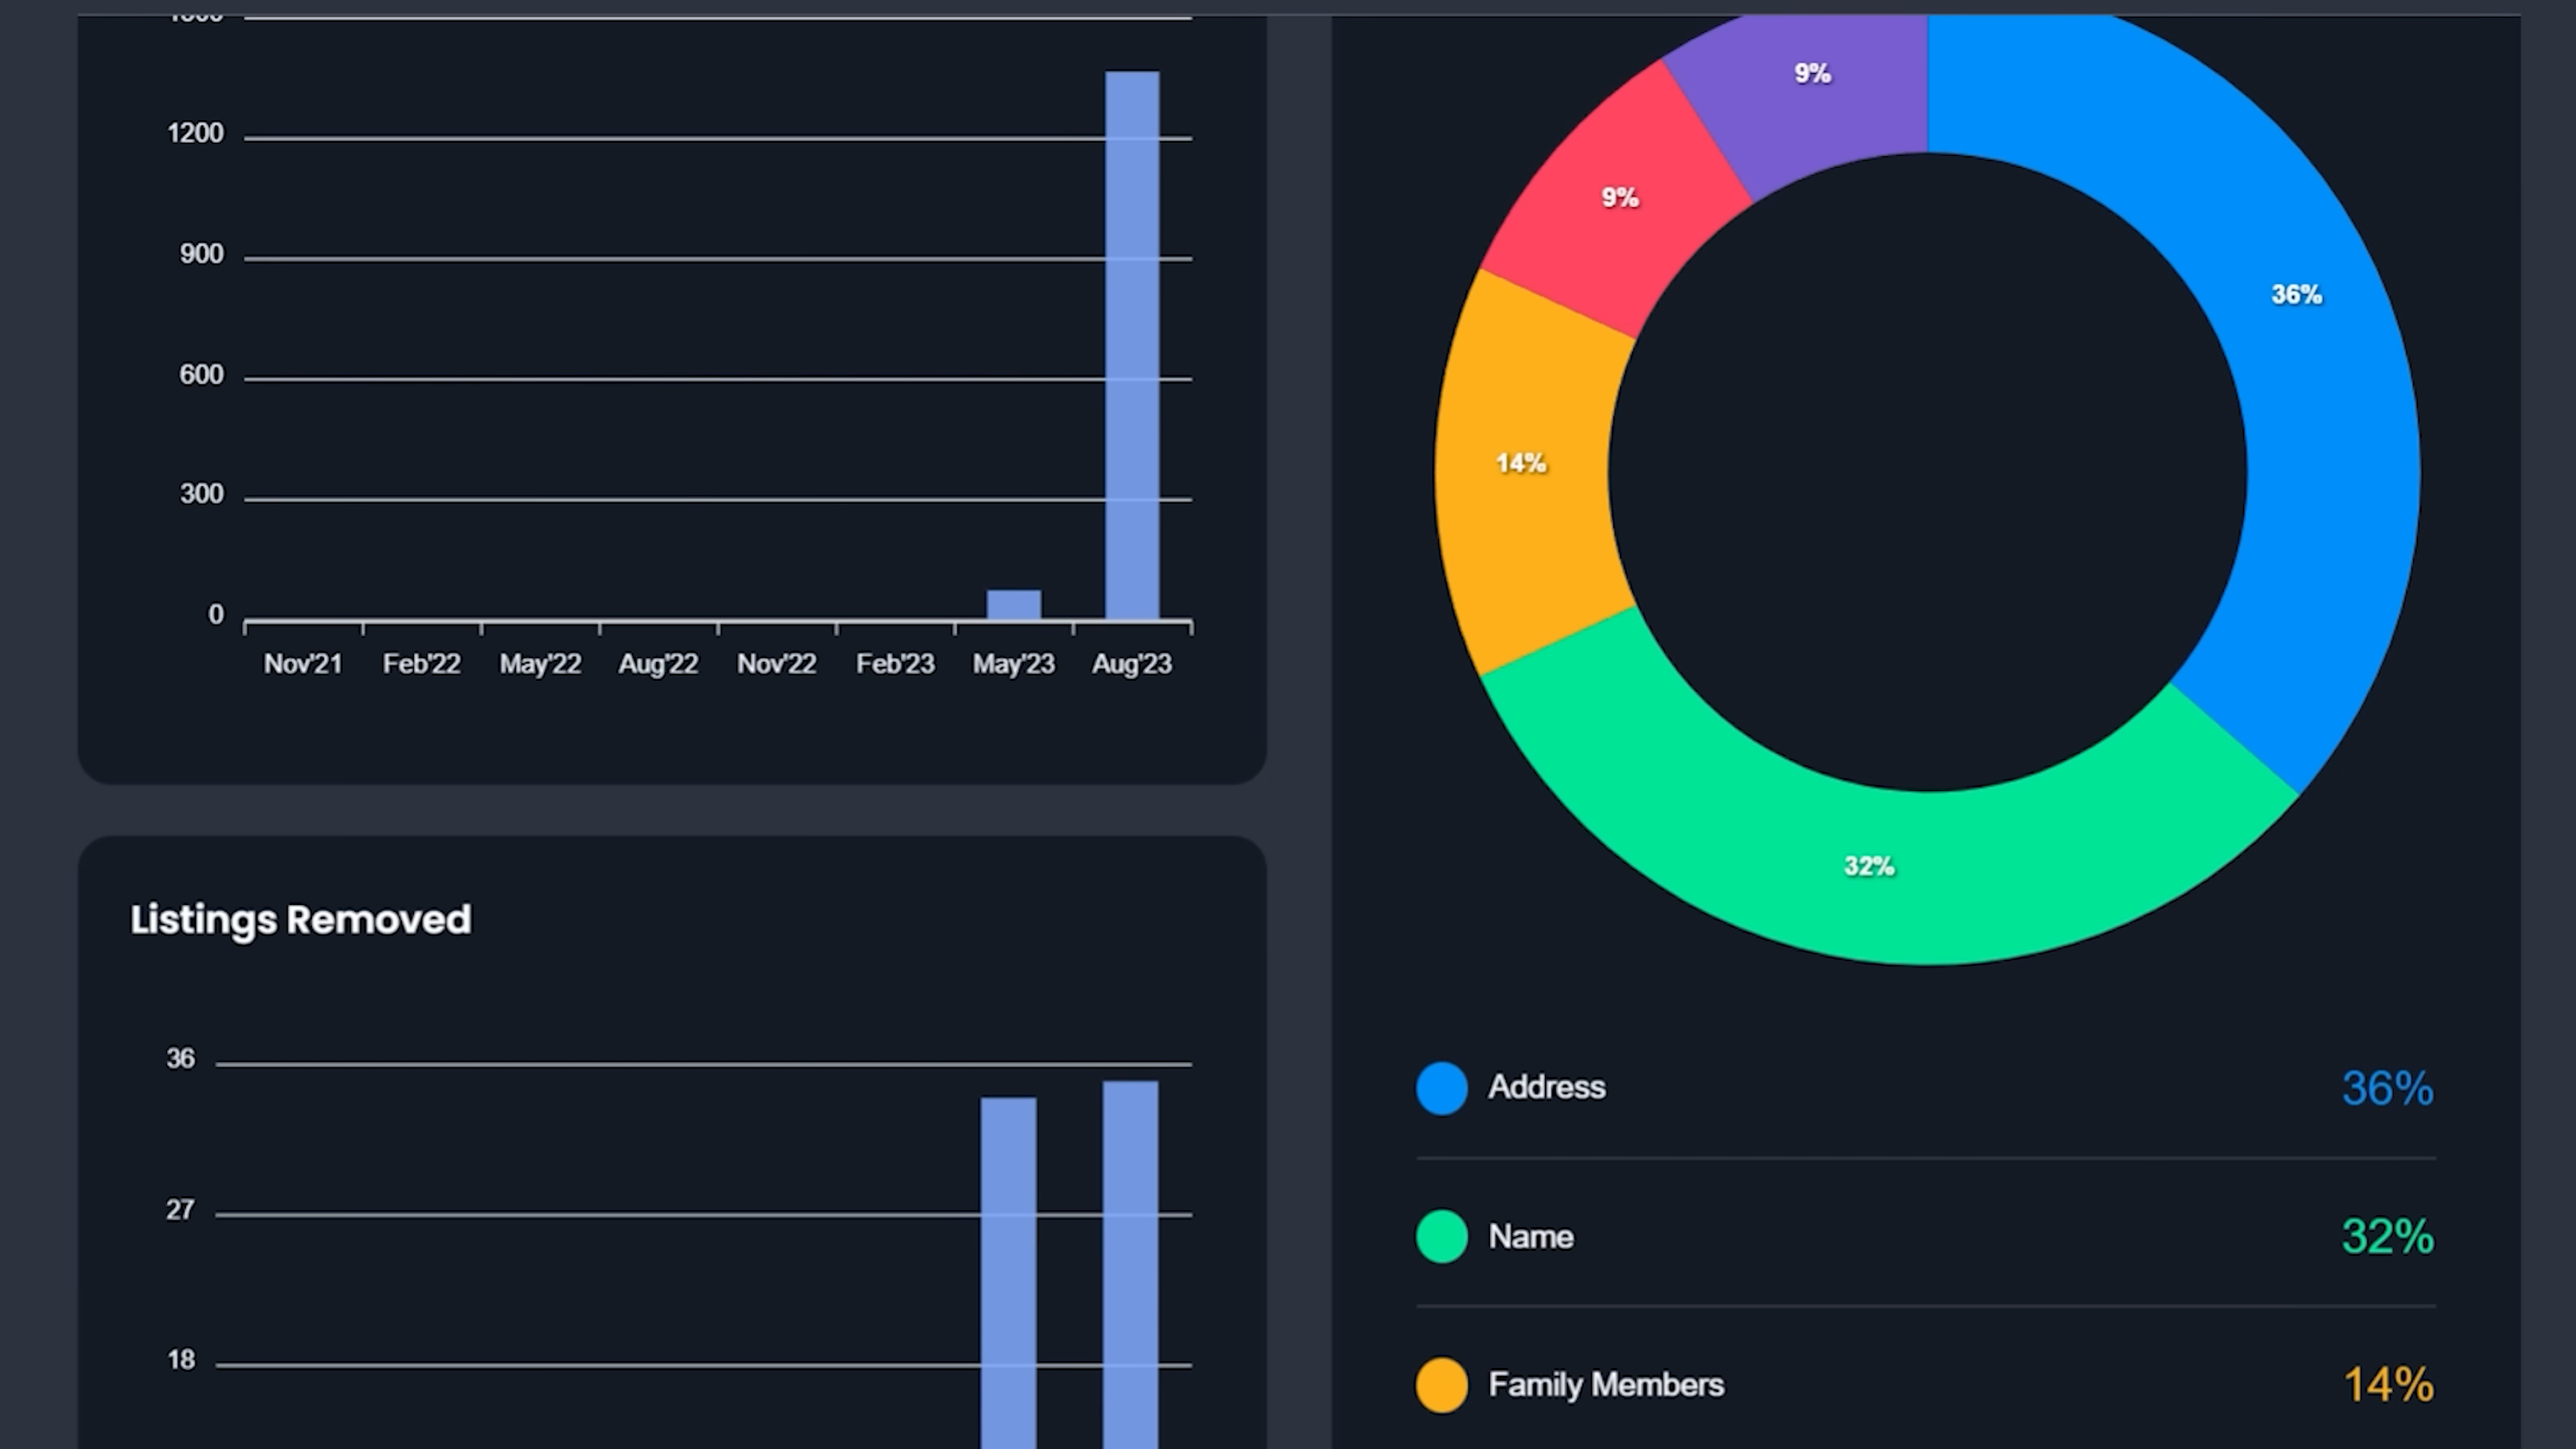 1200
900
600
300
0
Nov'21 Feb'22 May'22 Aug'22 Nov'22 Feb'23 May'23 Aug'23
Listings Removed
36
27
18
9%
9%
36%
14%
32%
Address 36%
Name 32%
Family Members 14%